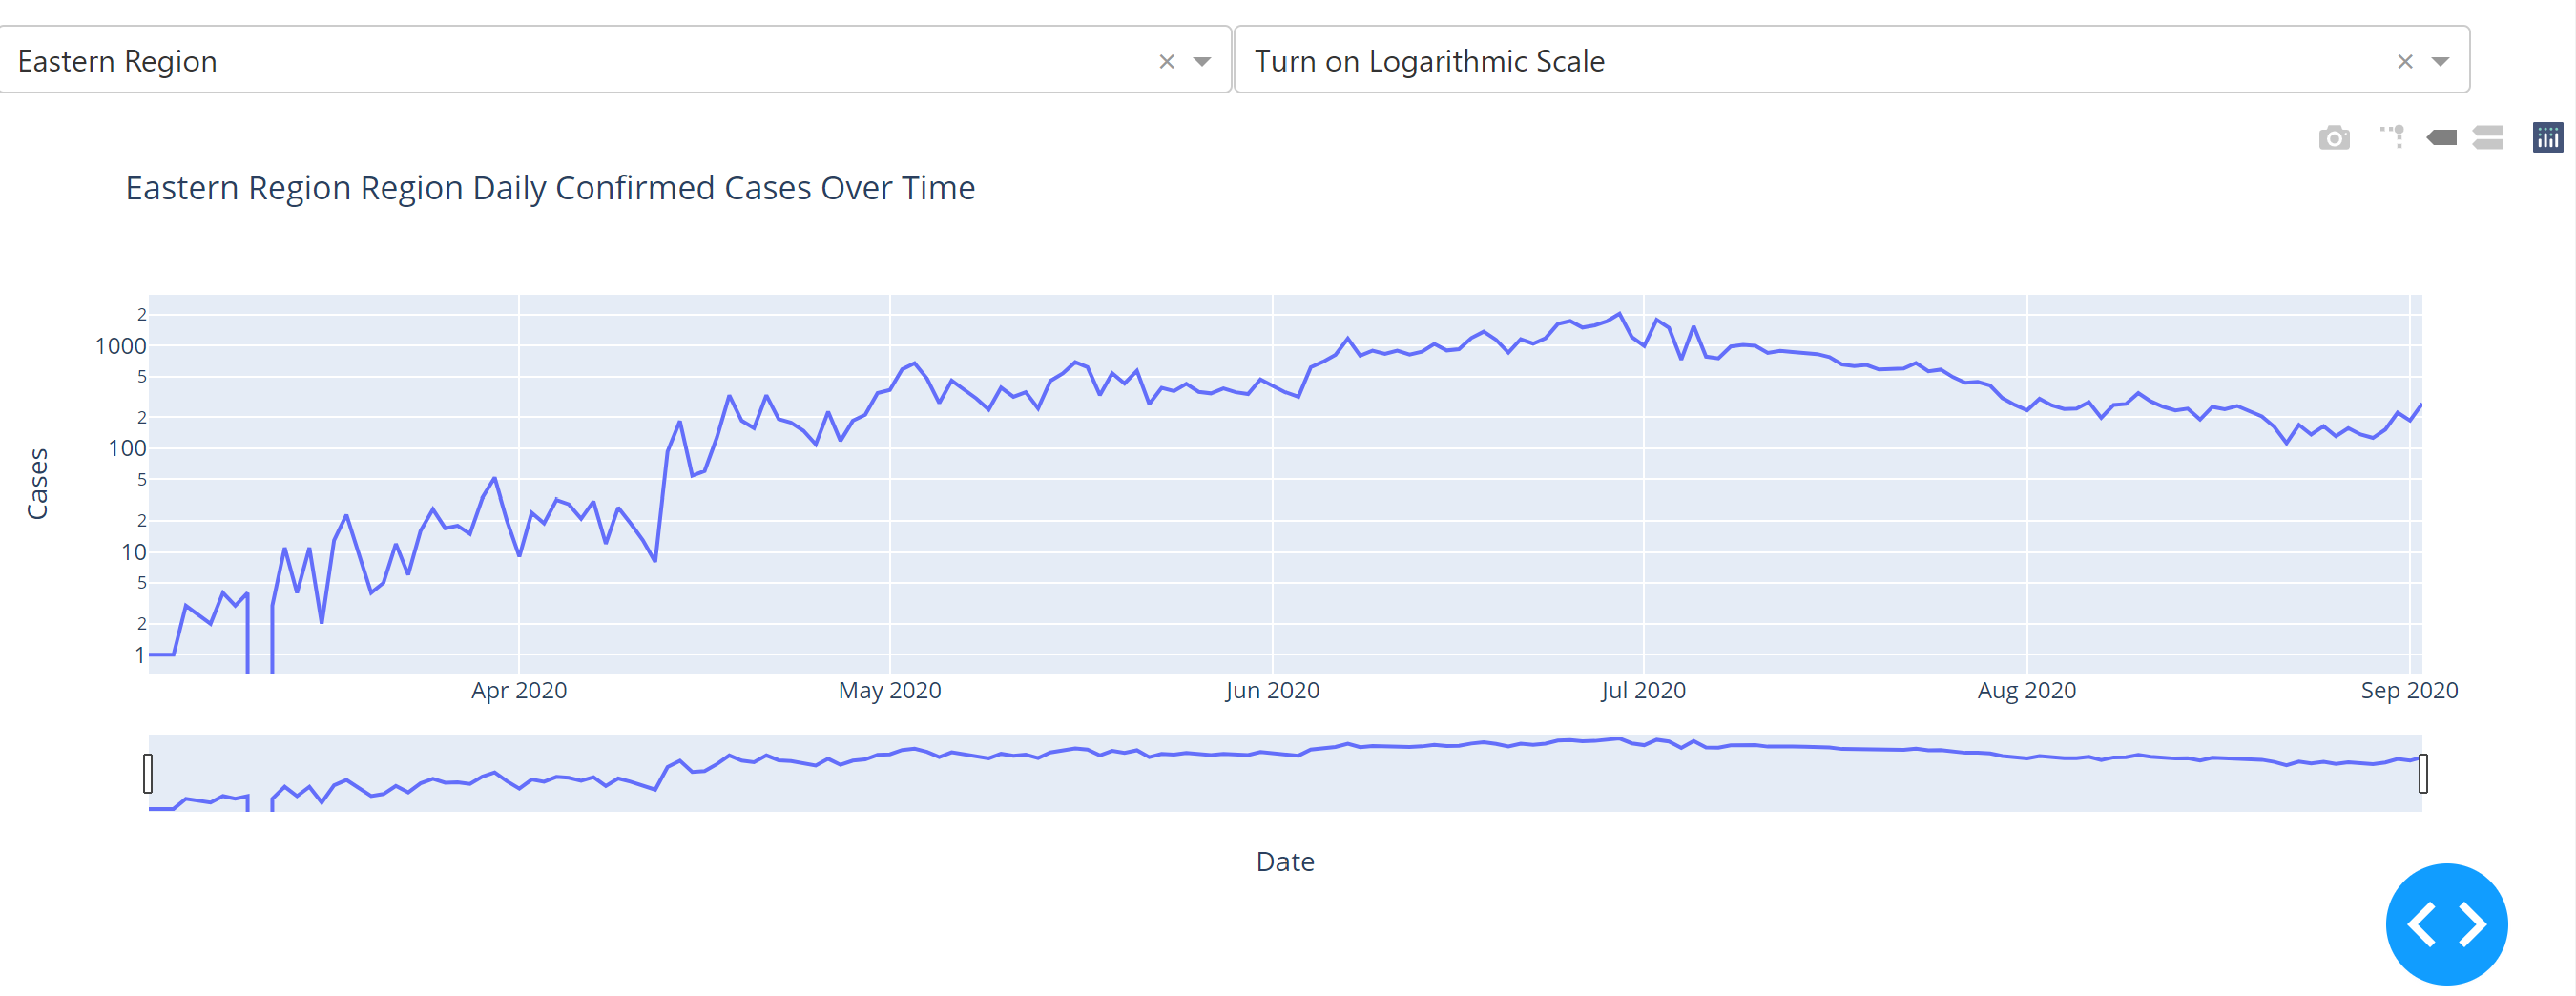 Eastern Region
Turn on Logarithmic Scale
Eastern Region Region Daily Confirmed Cases Over Time
2
1000
5
2
100
5
2
10
5
2
1
Cases
Apr 2020
May 2020
Jun 2020
Jul 2020
Aug 2020
Sep 2020
Date